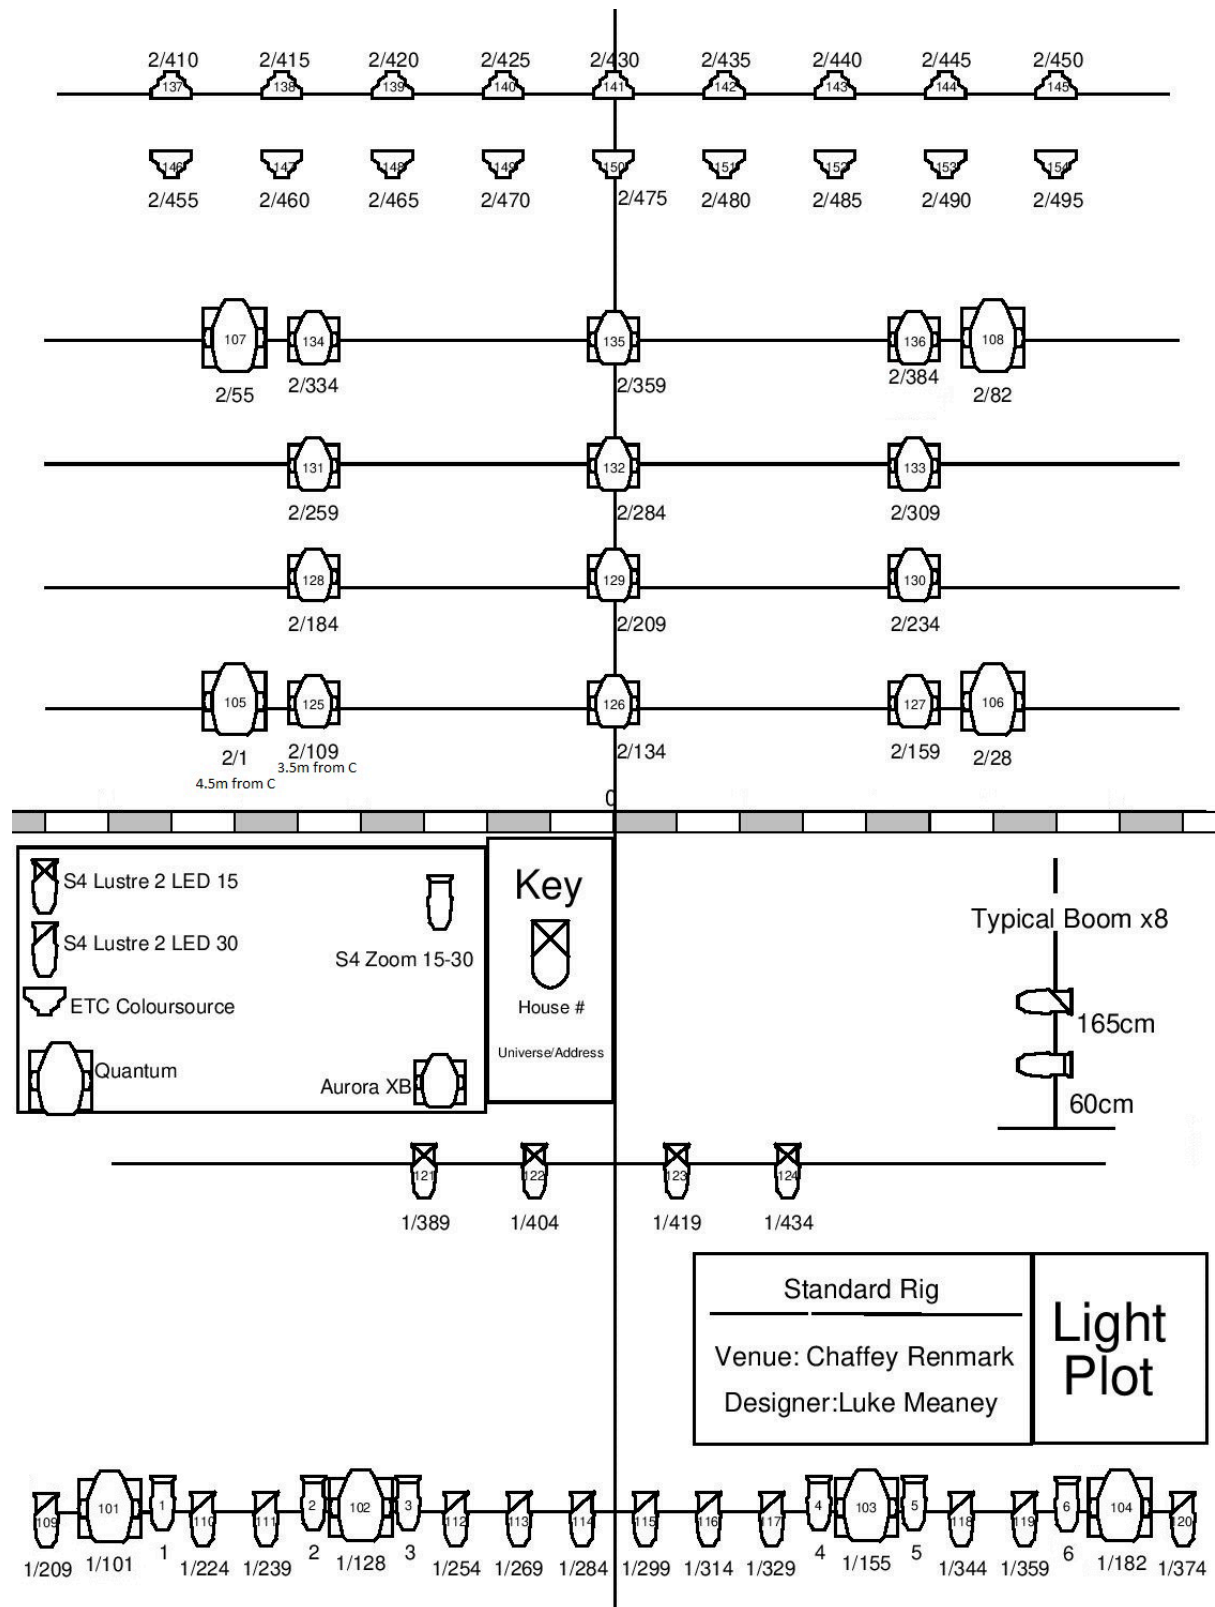 2/410 2/415 2/420 2/425 2/430 2/435 2/440 2/445 2/450
137 138 139 140 141 142 143 144 145
146 147 148 149 150 151 152 153 154
2/455 2/460 2/465 2/470 2/475 2/480 2/485 2/490 2/495
107 134 135 136 108
2/55 2/334 2/359 2/384 2/82
131 132 133
2/259 2/284 2/309
128 129 130
2/184 2/209 2/234
105 125 126 127 106
2/1 2/109 2/134 2/159 2/28
4.5m from C 3.5m from C
0
S4 Lustre 2 LED 15
S4 Lustre 2 LED 30
S4 Zoom 15-30
ETC Coloursource
Quantum
Aurora XB
Key
House #
Universe/Address
Typical Boom x8
165cm
60cm
121 122 123 124
1/389 1/404 1/419 1/434
Standard Rig
Venue: Chaffey Renmark
Designer:Luke Meaney
Light
Plot
109 101 1 110 111 2 102 3 112 113 114 115 116 117 4 103 5 118 119 6 104 120
1/209 1/101 1 1/224 1/239 2 1/128 3 1/254 1/269 1/284 1/299 1/314 1/329 4 1/155 5 1/344 1/359 6 1/182 1/374